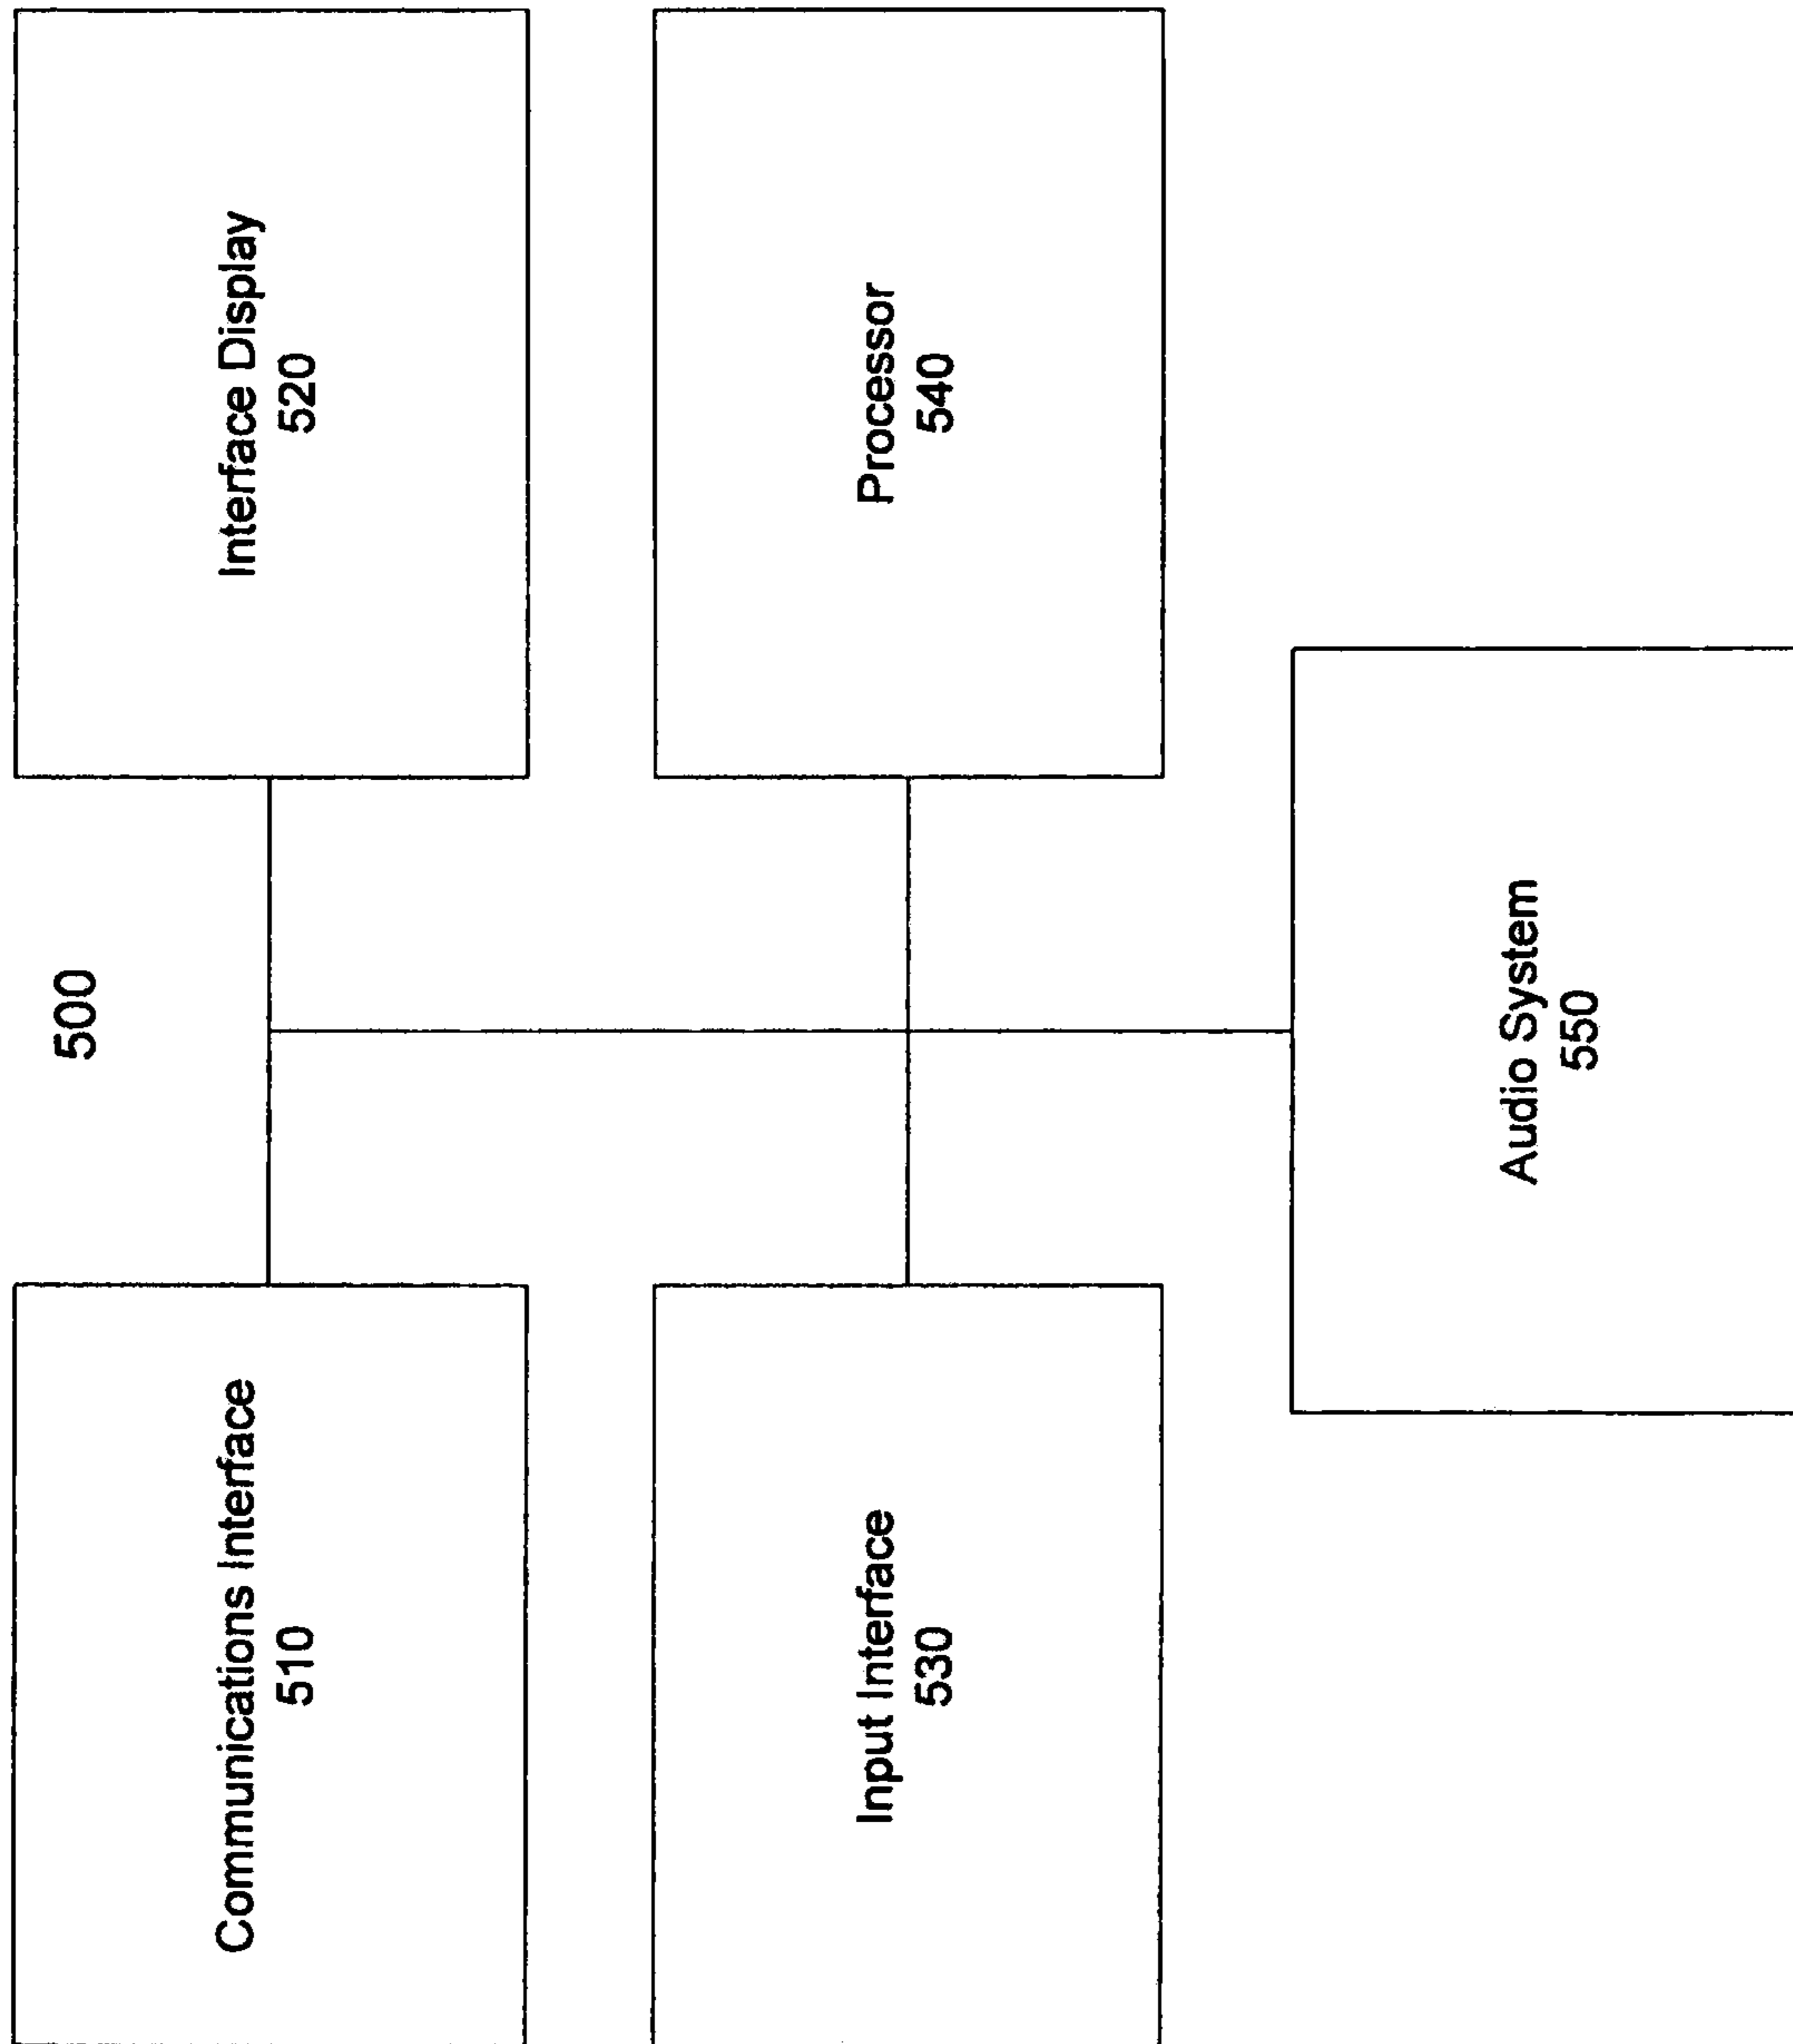 500
Communications Interface
510
Interface Display
520
Input Interface
530
Processor
540
Audio System
550